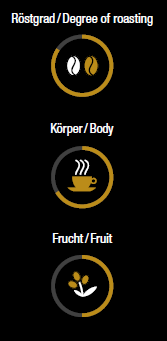 Röstgrad / Degree of roasting
Körper / Body
Frucht / Fruit